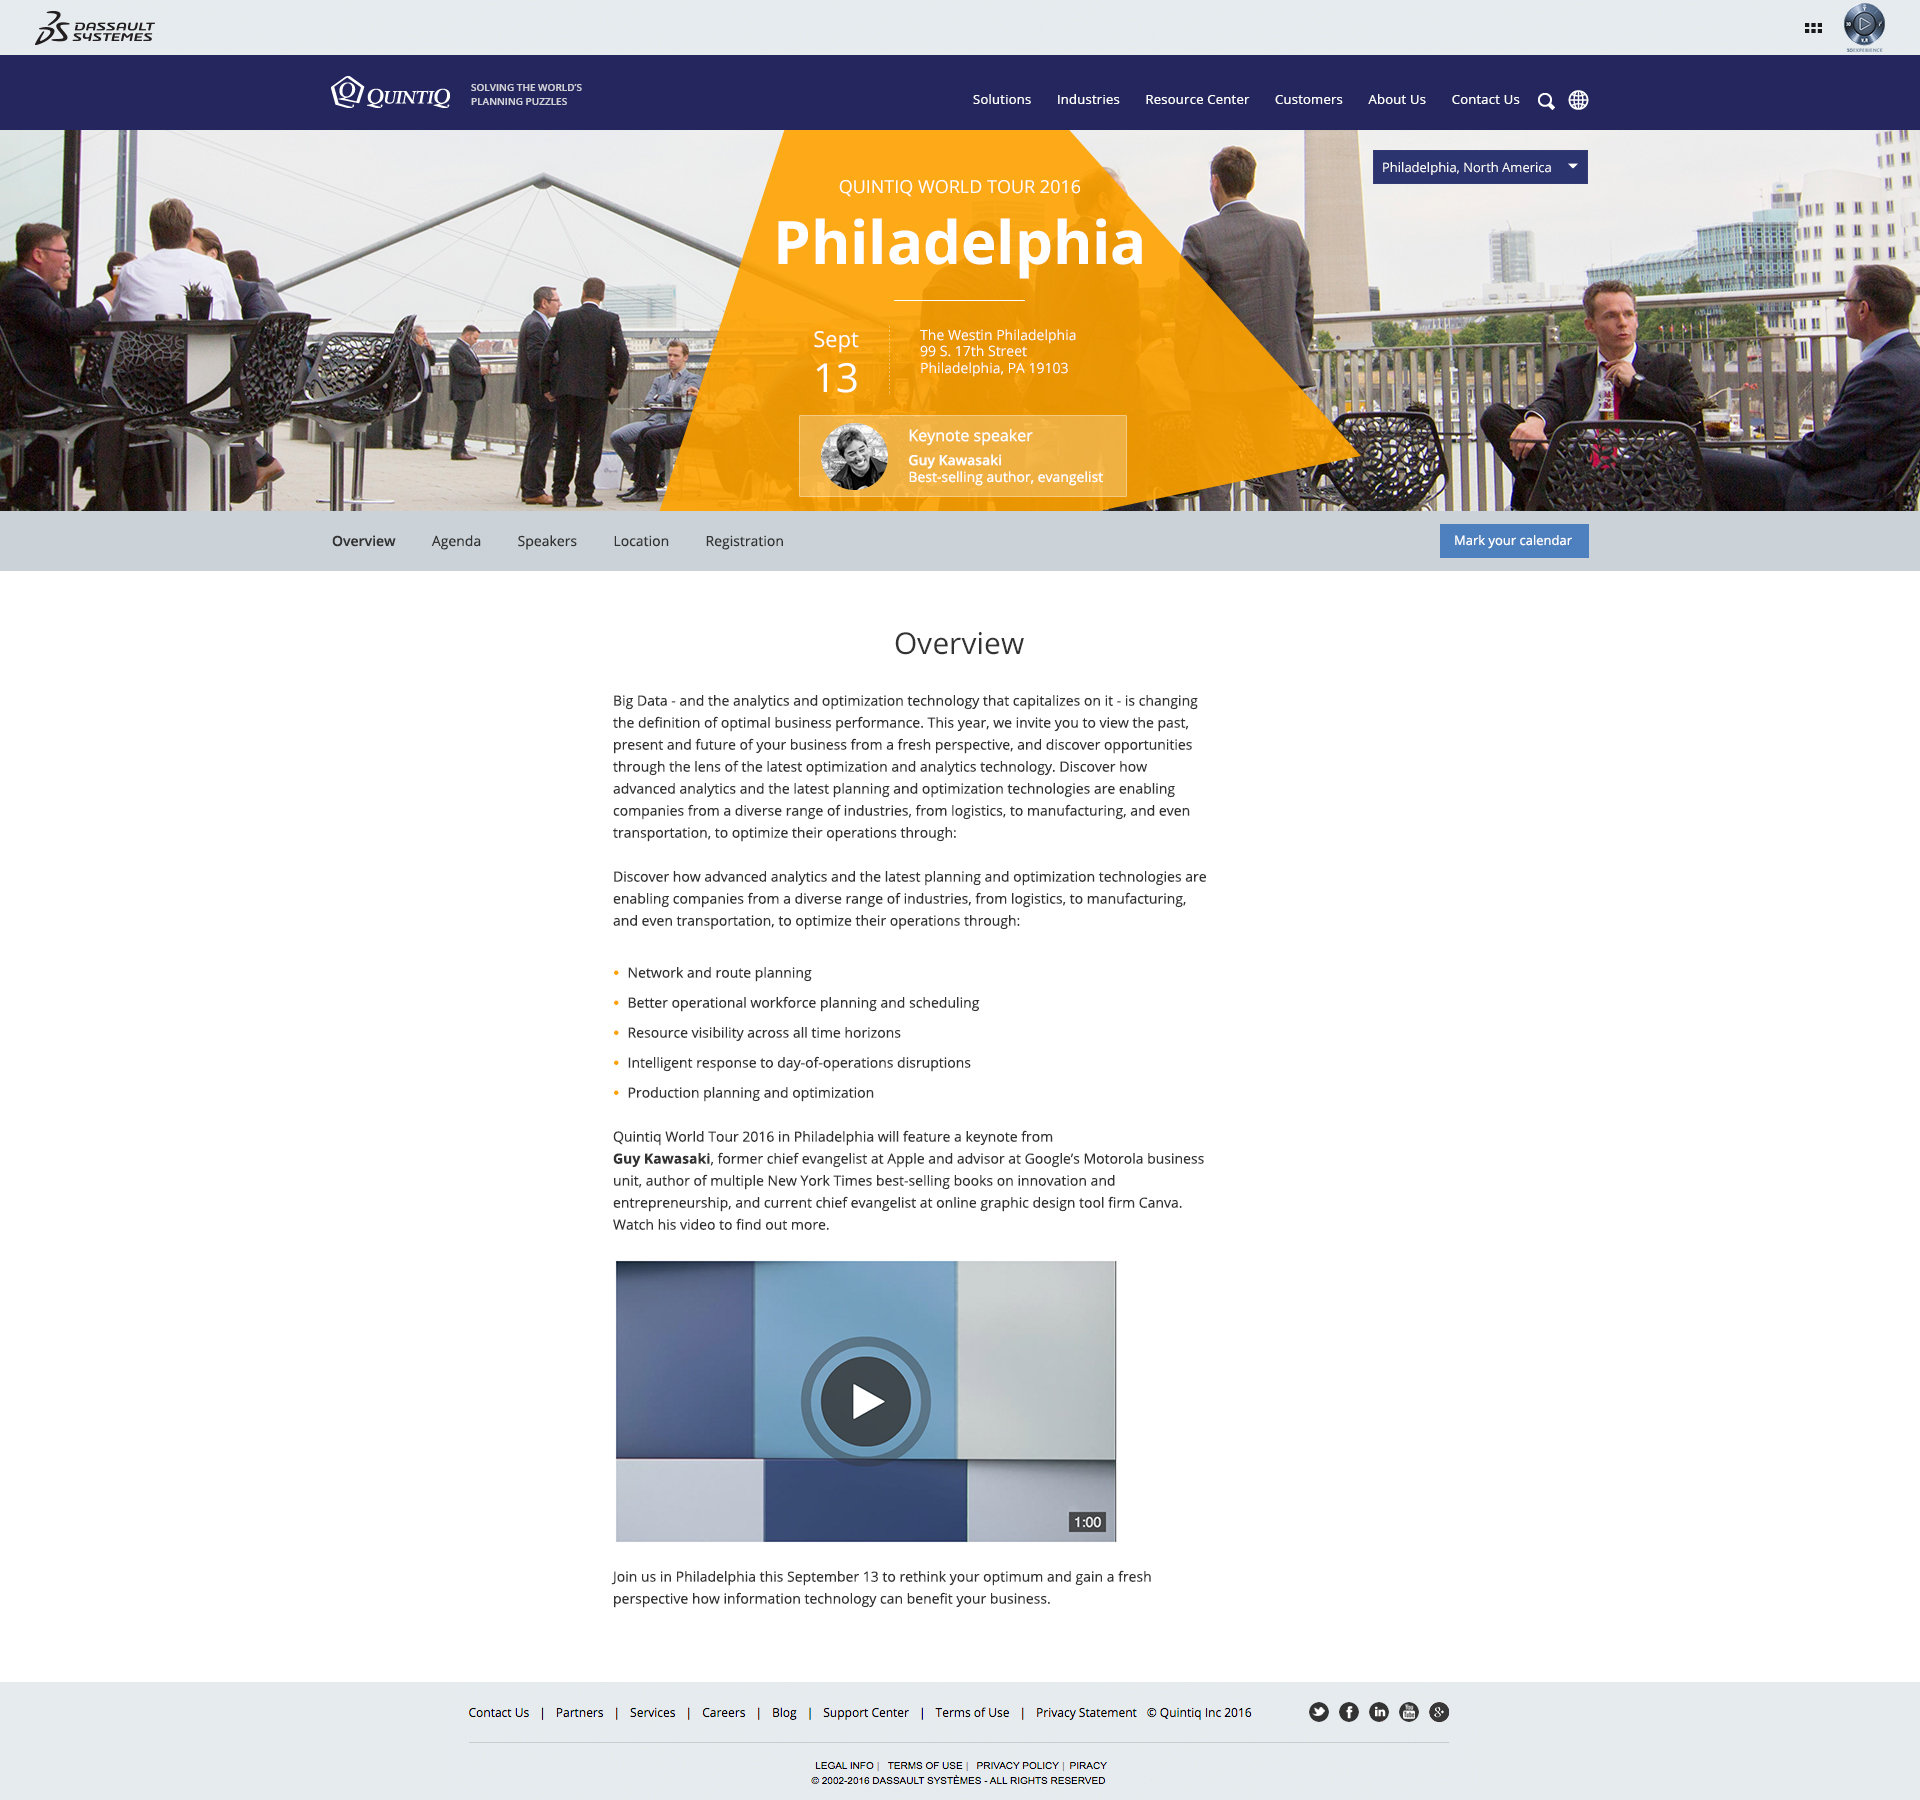 DASSAULT
SYSTEMES
3DEXPERIENCE
QUINTIQ
SOLVING THE WORLD'S
PLANNING PUZZLES
Solutions Industries Resource Center Customers About Us Contact Us
Philadelphia, North America
QUINTIQ WORLD TOUR 2016
Philadelphia
Sept
13
The Westin Philadelphia
99 S. 17th Street
Philadelphia, PA 19103
Keynote speaker
Guy Kawasaki
Best-selling author, evangelist
Overview Agenda Speakers Location Registration
Mark your calendar
Overview
Big Data - and the analytics and optimization technology that capitalizes on it - is changing
the definition of optimal business performance. This year, we invite you to view the past,
present and future of your business from a fresh perspective, and discover opportunities
through the lens of the latest optimization and analytics technology. Discover how
advanced analytics and the latest planning and optimization technologies are enabling
companies from a diverse range of industries, from logistics, to manufacturing, and even
transportation, to optimize their operations through:
Discover how advanced analytics and the latest planning and optimization technologies are
enabling companies from a diverse range of industries, from logistics, to manufacturing,
and even transportation, to optimize their operations through:
• Network and route planning
• Better operational workforce planning and scheduling
• Resource visibility across all time horizons
• Intelligent response to day-of-operations disruptions
• Production planning and optimization
Quintiq World Tour 2016 in Philadelphia will feature a keynote from
Guy Kawasaki, former chief evangelist at Apple and advisor at Google's Motorola business
unit, author of multiple New York Times best-selling books on innovation and
entrepreneurship, and current chief evangelist at online graphic design tool firm Canva.
Watch his video to find out more.
1:00
Join us in Philadelphia this September 13 to rethink your optimum and gain a fresh
perspective how information technology can benefit your business.
Contact Us | Partners | Services | Careers | Blog | Support Center | Terms of Use | Privacy Statement © Quintiq Inc 2016
LEGAL INFO | TERMS OF USE | PRIVACY POLICY | PIRACY
© 2002-2016 DASSAULT SYSTÈMES - ALL RIGHTS RESERVED